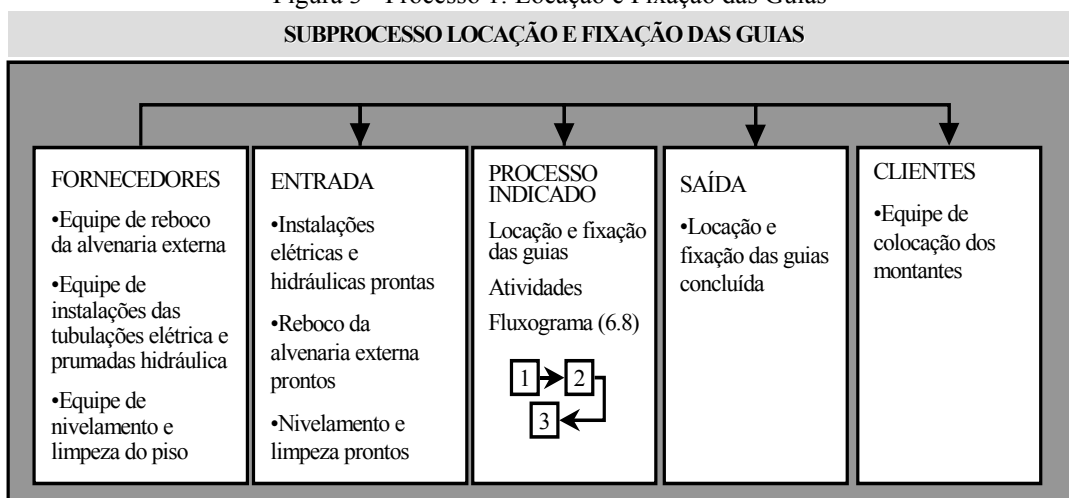 Figura 3 - Processo 1: Locação e Fixação das Guias
SUBPROCESSO LOCAÇÃO E FIXAÇÃO DAS GUIAS
FORNECEDORES
•Equipe de reboco
da alvenaria externa
•Equipe de
instalações das
tubulações elétrica e
prumadas hidráulica
•Equipe de
nivelamento e
limpeza do piso
ENTRADA
•Instalações
elétricas e
hidráulicas prontas
•Reboco da
alvenaria externa
prontos
•Nivelamento e
limpeza prontos
PROCESSO
INDICADO
Locação e fixação
das guias
Atividades
Fluxograma (6.8)
1 2
3
SAÍDA
•Locação e
fixação das guias
concluída
CLIENTES
•Equipe de
colocação dos
montantes